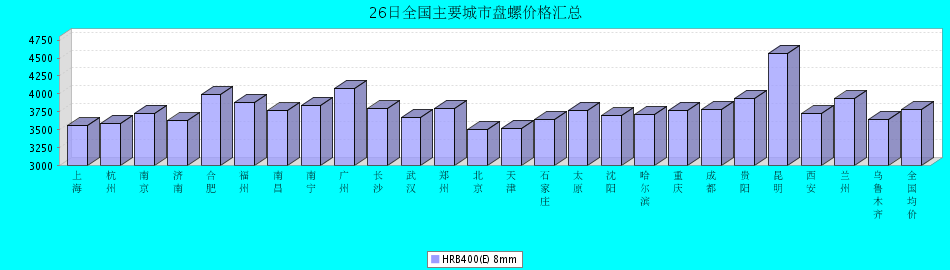 26日全国主要城市盘螺价格汇总
4750
4500
4250
4000
3750
3500
3250
3000
上海
杭州
南京
济南
合肥
福州
南昌
南宁
广州
长沙
武汉
郑州
北京
天津
石家庄
太原
沈阳
哈尔滨
重庆
成都
贵阳
昆明
西安
兰州
乌鲁木齐
全国均价
HRB400(E) 8mm